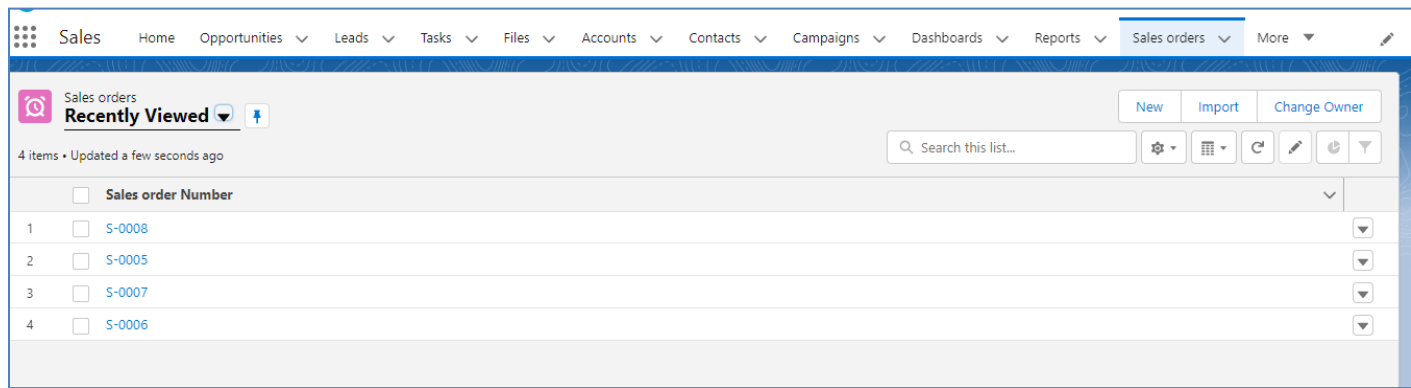 Sales Home Opportunities Leads Tasks Files Accounts Contacts Campaigns Dashboards Reports Sales orders More
Sales orders
Recently Viewed
New Import Change Owner
4 items • Updated a few seconds ago
Search this list...
Sales order Number
1 S-0008
2 S-0005
3 S-0007
4 S-0006